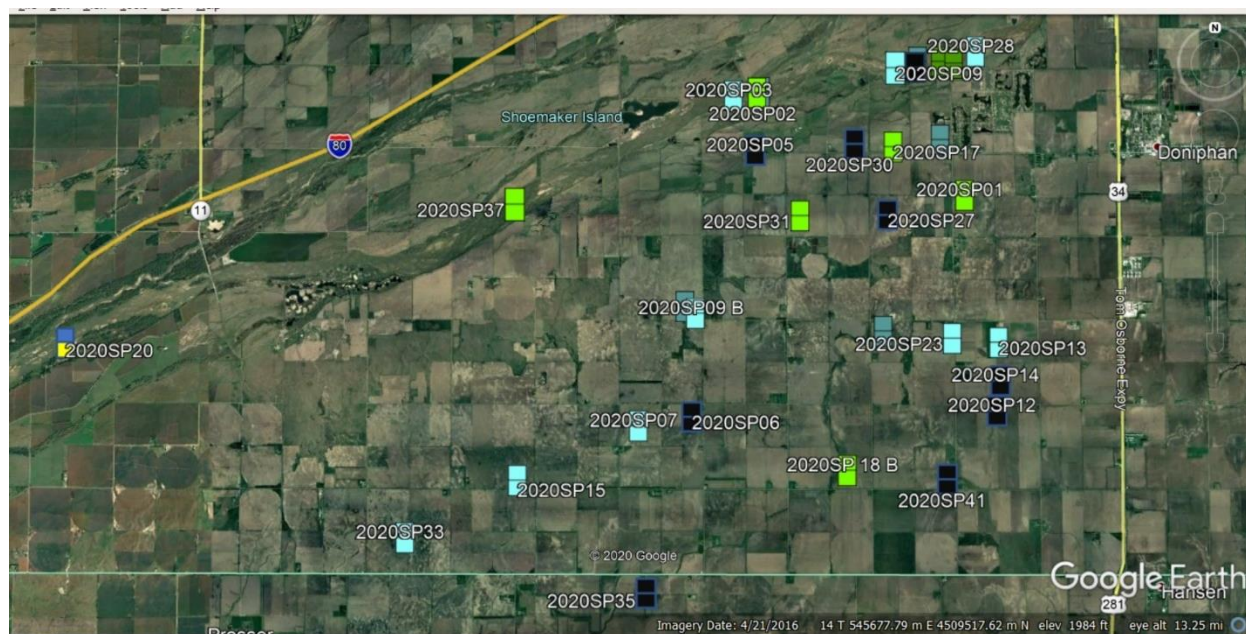 N
2020SP28
2020SP09
2020SP03
Shoemaker Island
2020SP02
80
2020SP05
2020SP30
2020SP17
Doniphan
2020SP01
34
11
2020SP37
2020SP31
2020SP27
2020SP09 B
2020SP20
2020SP23
2020SP13
Tom Osborne Expy
2020SP14
2020SP12
2020SP07
2020SP06
2020SP 18 B
2020SP15
2020SP41
2020SP33
© 2020 Google
Google Earth
Hansen
2020SP35
281
Imagery Date: 4/21/2016 14 T 545677.79 m E 4509517.62 m N elev 1984 ft eye alt 13.25 mi